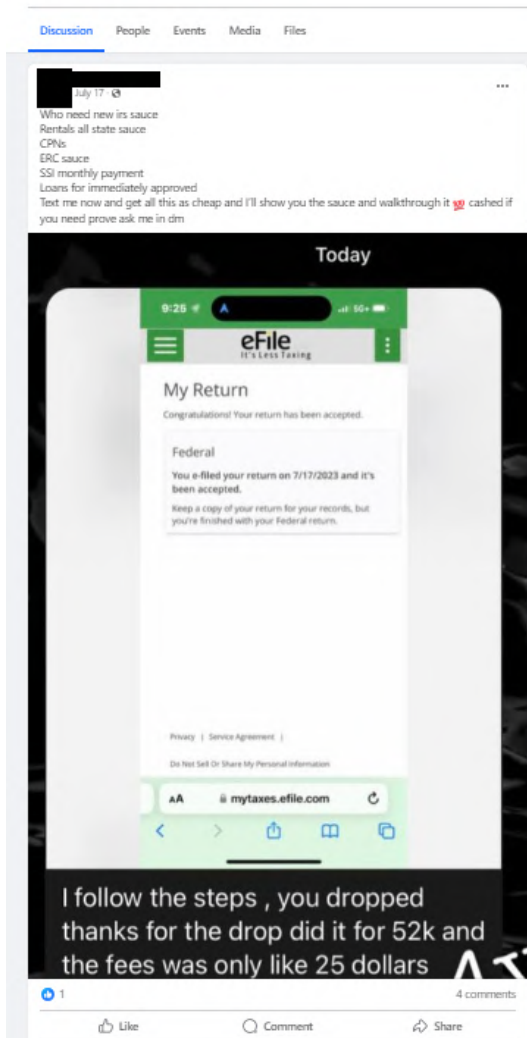 Discussion People Events Media Files
July 17
Who need new irs sauce
Rentals all state sauce
CPNs
ERC sauce
SSI monthly payment
Loans for immediately approved
Text me now and get all this as cheap and I'll show you the sauce and walkthrough it 💯 cashed if
you need prove ask me in dm
Today
9:25 5G+
eFile
It's Less Taxing
My Return
Congratulations! Your return has been accepted.
Federal
You e-filed your return on 7/17/2023 and it's
been accepted.
Keep a copy of your return for your records, but
you're finished with your Federal return.
Privacy | Service Agreement |
Do Not Sell Or Share My Personal Information
AA mytaxes.efile.com
I follow the steps , you dropped
thanks for the drop did it for 52k and
the fees was only like 25 dollars
1 4 comments
Like Comment Share